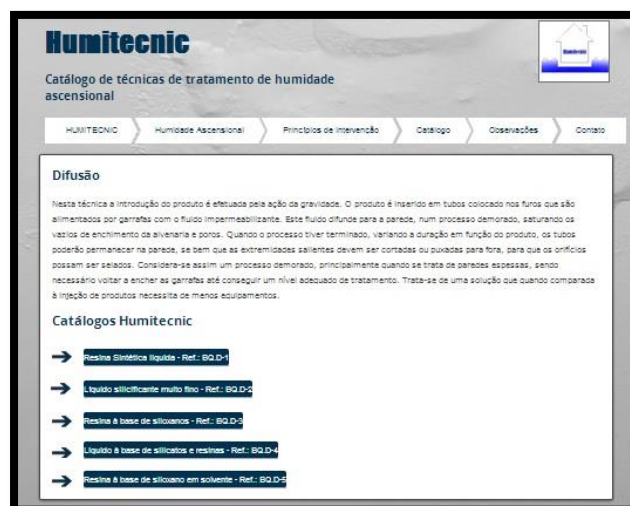 Humitecnic
Humitecnic
Catálogo de técnicas de tratamento de humidade
ascensional
HUMITECNIC
Humidade Ascensional
Princípios de Intervenção
Catálogo
Observações
Contato
Difusão
Nesta técnica a introdução do produto é efetuada pela ação da gravidade. O produto é inserido em tubos colocado nos furos que são
alimentados por garrafas com o fluido impermeabilizante. Este fluido difunde para a parede, num processo demorado, saturando os
vazios de enchimento da alvenaria e poros. Quando o processo tiver terminado, variando a duração em função do produto, os tubos
poderão permanecer na parede, se bem que as extremidades salientes devem ser cortadas ou puxadas para fora, para que os orifícios
possam ser selados. Considera-se assim um processo demorado, principalmente quando se trata de paredes espessas, sendo
necessário voltar a encher as garrafas até conseguir um nível adequado de tratamento. Trata-se de uma solução que quando comparada
à injeção de produtos necessita de menos equipamentos.
Catálogos Humitecnic
Resina Sintética líquida - Ref.: BQ.D-1
Líquido silicificante muito fino - Ref.: BQ.D-2
Resina à base de siloxanos - Ref.: BQ.D-3
Líquido à base de silicatos e resinas - Ref.: BQ.D-4
Resina à base de siloxano em solvente - Ref.: BQ.D-5